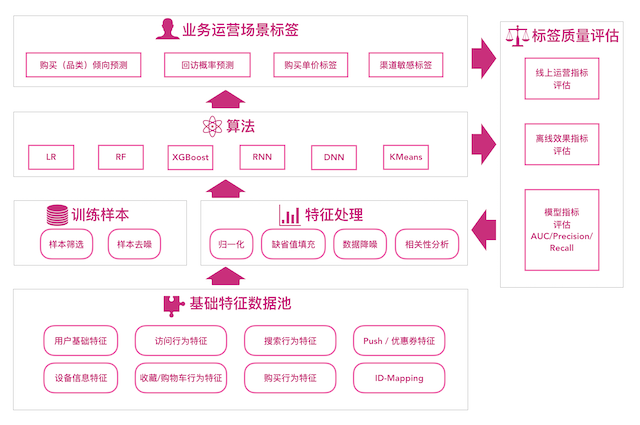 业务运营场景标签
购买（品类）倾向预测
回访概率预测
购买单价标签
渠道敏感标签
算法
LR
RF
XGBoost
RNN
DNN
KMeans
训练样本
样本筛选
样本去噪
特征处理
归一化
缺省值填充
数据降噪
相关性分析
基础特征数据池
用户基础特征
访问行为特征
搜索行为特征
Push / 优惠券特征
设备信息特征
收藏/购物车行为特征
购买行为特征
ID-Mapping
标签质量评估
线上运营指标
评估
离线效果指标
评估
模型指标
评估
AUC/Precision/
Recall